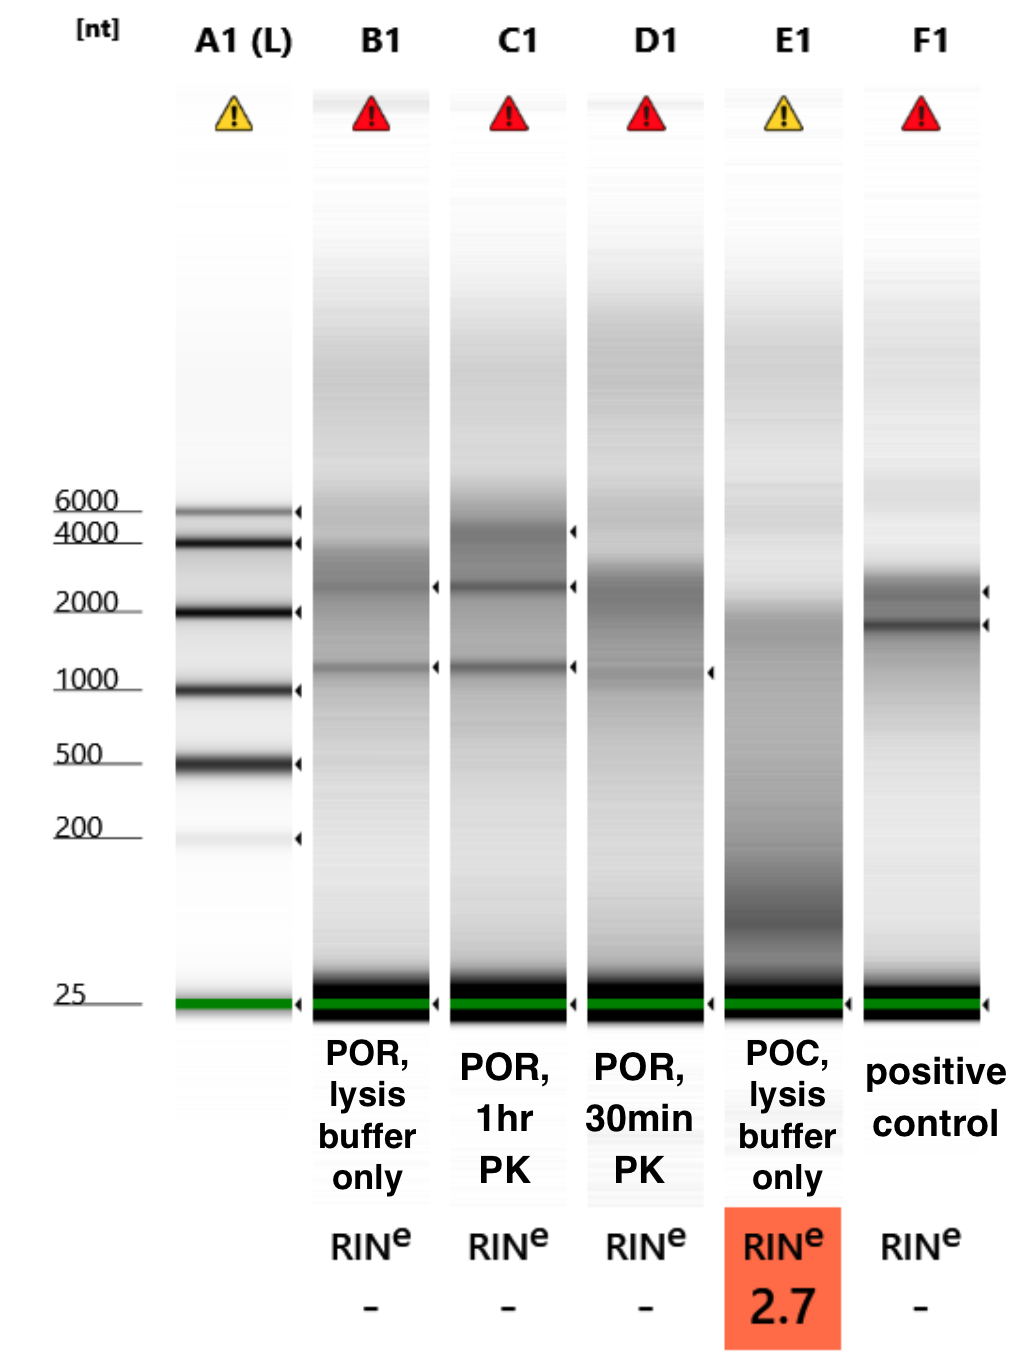 [nt] A1 (L) B1 C1 D1 E1 F1
6000
4000
2000
1000
500
200
25
POR,
lysis
buffer
only
POR,
1hr
PK
POR,
30min
PK
POC,
lysis
buffer
only
positive
control
RINe RINe RINe RINe RINe
- - - 2.7 -